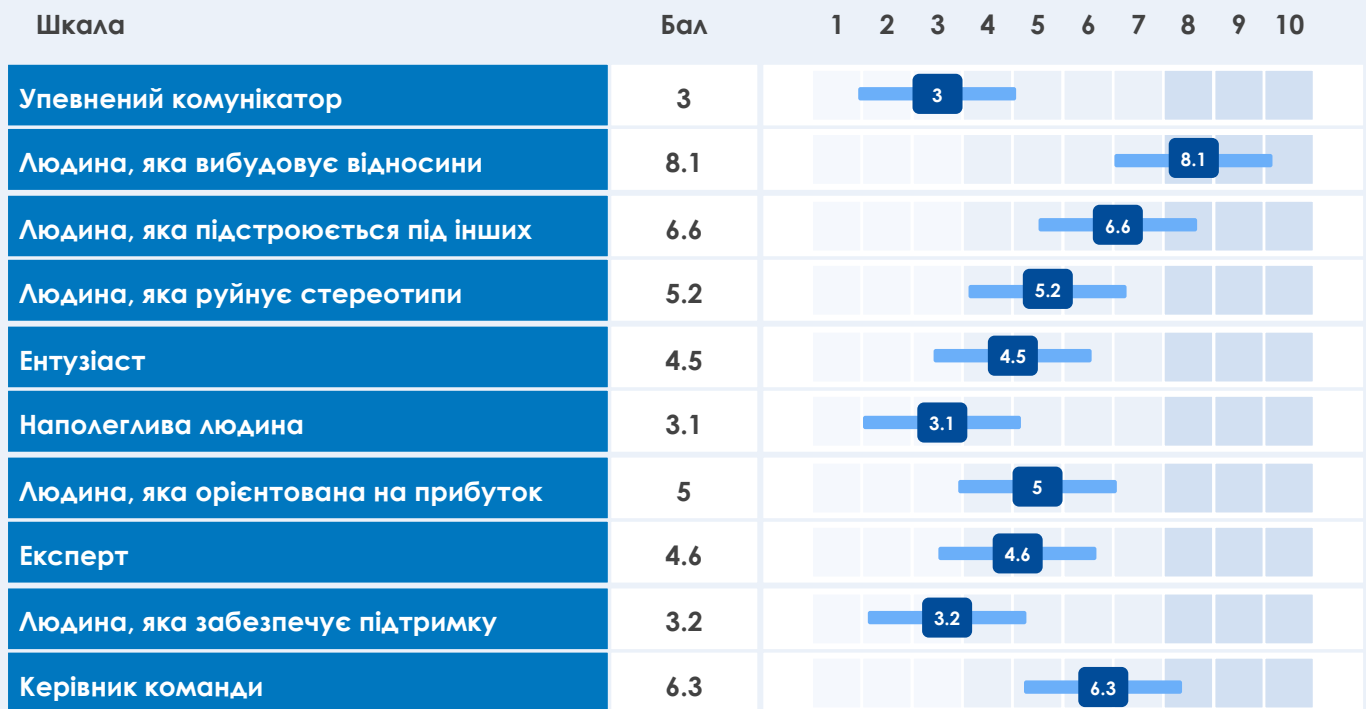 Шкала Бал 1 2 3 4 5 6 7 8 9 10
Упевнений комунікатор 3 3
Людина, яка вибудовує відносини 8.1 8.1
Людина, яка підстроюється під інших 6.6 6.6
Людина, яка руйнує стереотипи 5.2 5.2
Ентузіаст 4.5 4.5
Наполеглива людина 3.1 3.1
Людина, яка орієнтована на прибуток 5 5
Експерт 4.6 4.6
Людина, яка забезпечує підтримку 3.2 3.2
Керівник команди 6.3 6.3